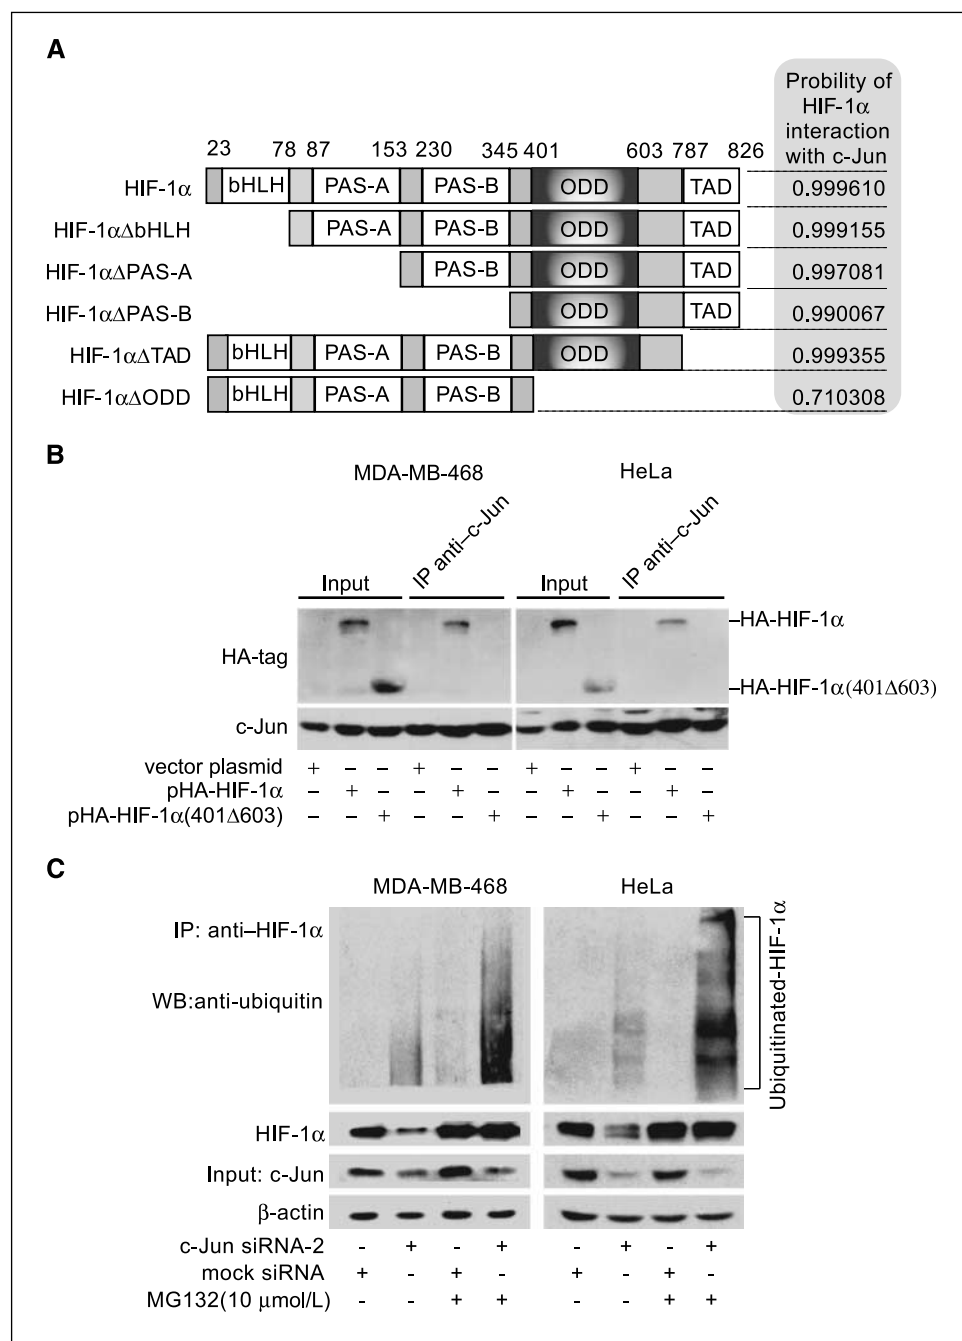 A
Probility of
HIF-1α
interaction
with c-Jun
23 78 87 153 230 345 401 603 787 826
HIF-1α bHLH PAS-A PAS-B ODD TAD 0.999610
HIF-1αΔbHLH PAS-A PAS-B ODD TAD 0.999155
HIF-1αΔPAS-A PAS-B ODD TAD 0.997081
HIF-1αΔPAS-B ODD TAD 0.990067
HIF-1αΔTAD bHLH PAS-A PAS-B ODD 0.999355
HIF-1αΔODD bHLH PAS-A PAS-B 0.710308
B
MDA-MB-468 HeLa
Input IP anti–c-Jun Input IP anti–c-Jun
HA-tag
–HA-HIF-1α
–HA-HIF-1α(401Δ603)
c-Jun
vector plasmid + – – + – – + – – + – –
pHA-HIF-1α – + – – + – – + – – + –
pHA-HIF-1α(401Δ603) – – + – – + – – + – – +
C
MDA-MB-468 HeLa
IP: anti–HIF-1α
WB:anti-ubiquitin
Ubiquitinated-HIF-1α
HIF-1α
Input: c-Jun
β-actin
c-Jun siRNA-2 - + - + - + - +
mock siRNA + - + - + - + -
MG132(10 μmol/L) - - + + - - + +